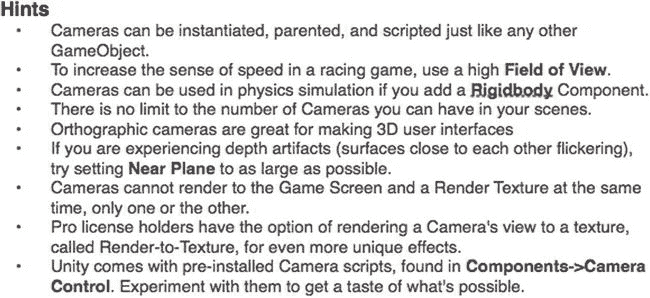 Hints
• Cameras can be instantiated, parented, and scripted just like any other
GameObject.
• To increase the sense of speed in a racing game, use a high Field of View.
• Cameras can be used in physics simulation if you add a Rigidbody Component.
• There is no limit to the number of Cameras you can have in your scenes.
• Orthographic cameras are great for making 3D user interfaces
• If you are experiencing depth artifacts (surfaces close to each other flickering),
try setting Near Plane to as large as possible.
• Cameras cannot render to the Game Screen and a Render Texture at the same
time, only one or the other.
• Pro license holders have the option of rendering a Camera's view to a texture,
called Render-to-Texture, for even more unique effects.
• Unity comes with pre-installed Camera scripts, found in Components->Camera
Control. Experiment with them to get a taste of what's possible.